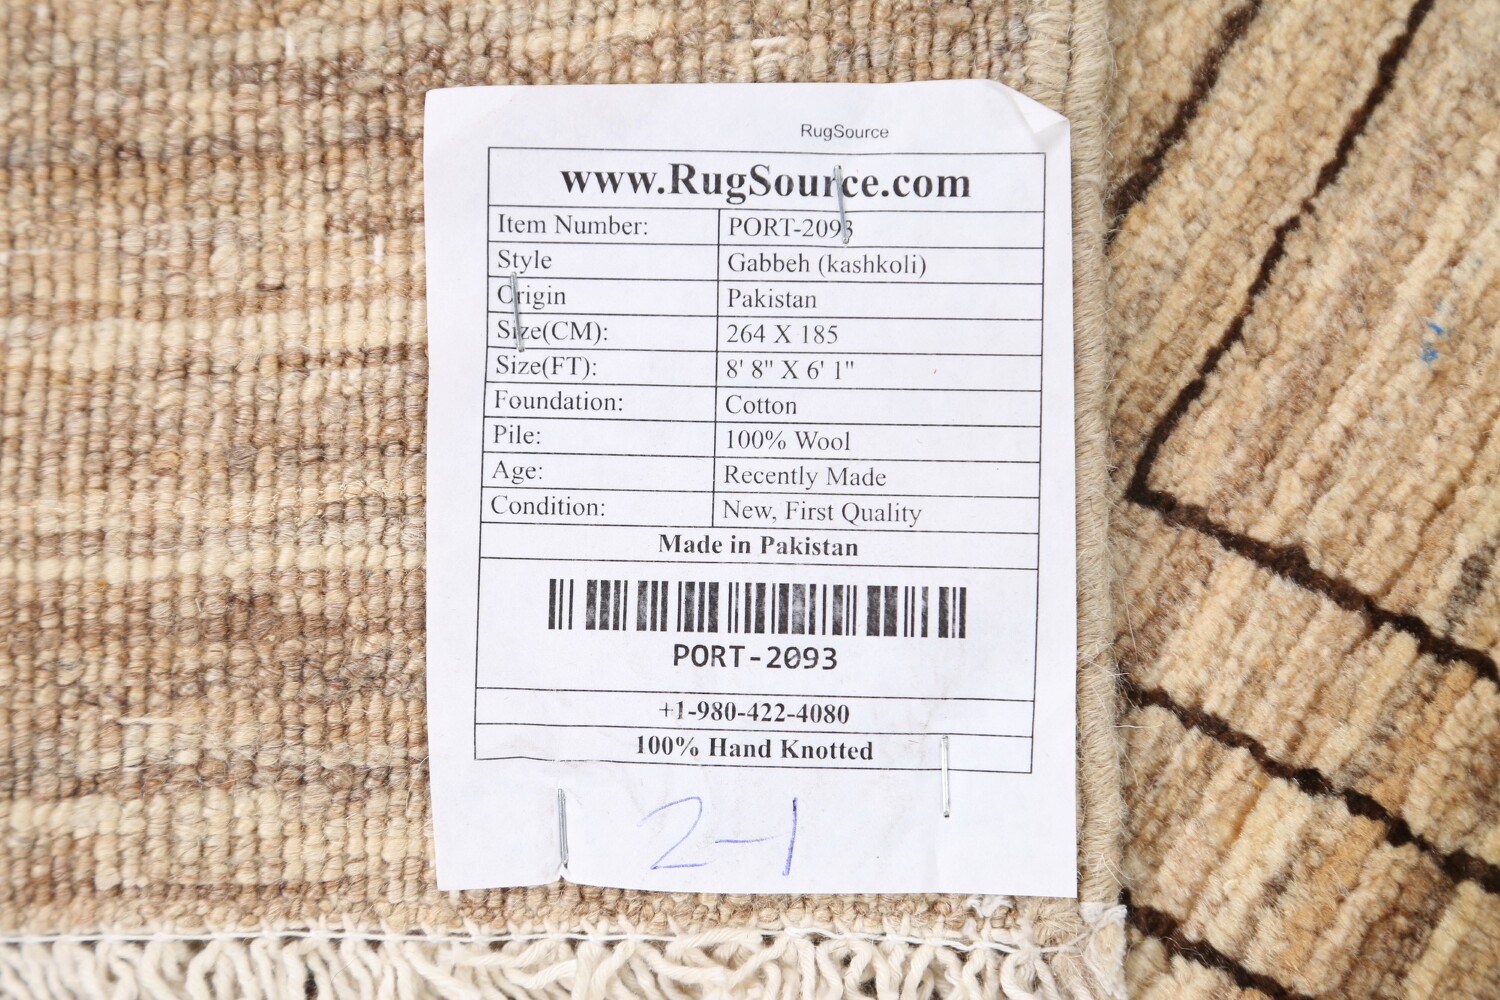 RugSource
www.RugSource.com
Item Number: PORT-2093
Style Gabbeh (kashkoli)
Origin Pakistan
Size(CM): 264 X 185
Size(FT): 8' 8" X 6' 1"
Foundation: Cotton
Pile: 100% Wool
Age: Recently Made
Condition: New, First Quality
Made in Pakistan
PORT-2093
+1-980-422-4080
100% Hand Knotted
2-1